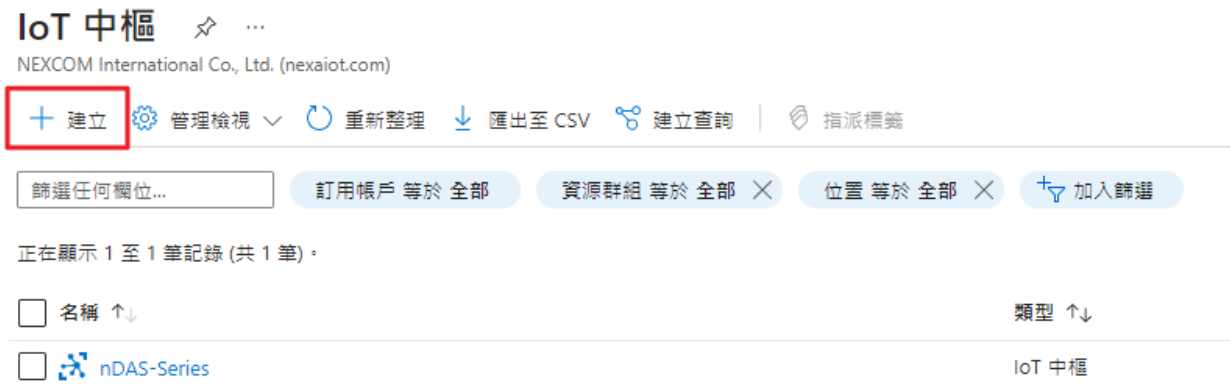 IoT 中樞
NEXCOM International Co., Ltd. (nexaiot.com)
建立 管理檢視 重新整理 匯出至 CSV 建立查詢 指派標籤
篩選任何欄位... 訂用帳戶 等於 全部 資源群組 等於 全部 位置 等於 全部 加入篩選
正在顯示 1 至 1 筆記錄 (共 1 筆)。
名稱 ↑↓ 類型 ↑↓
nDAS-Series IoT 中樞